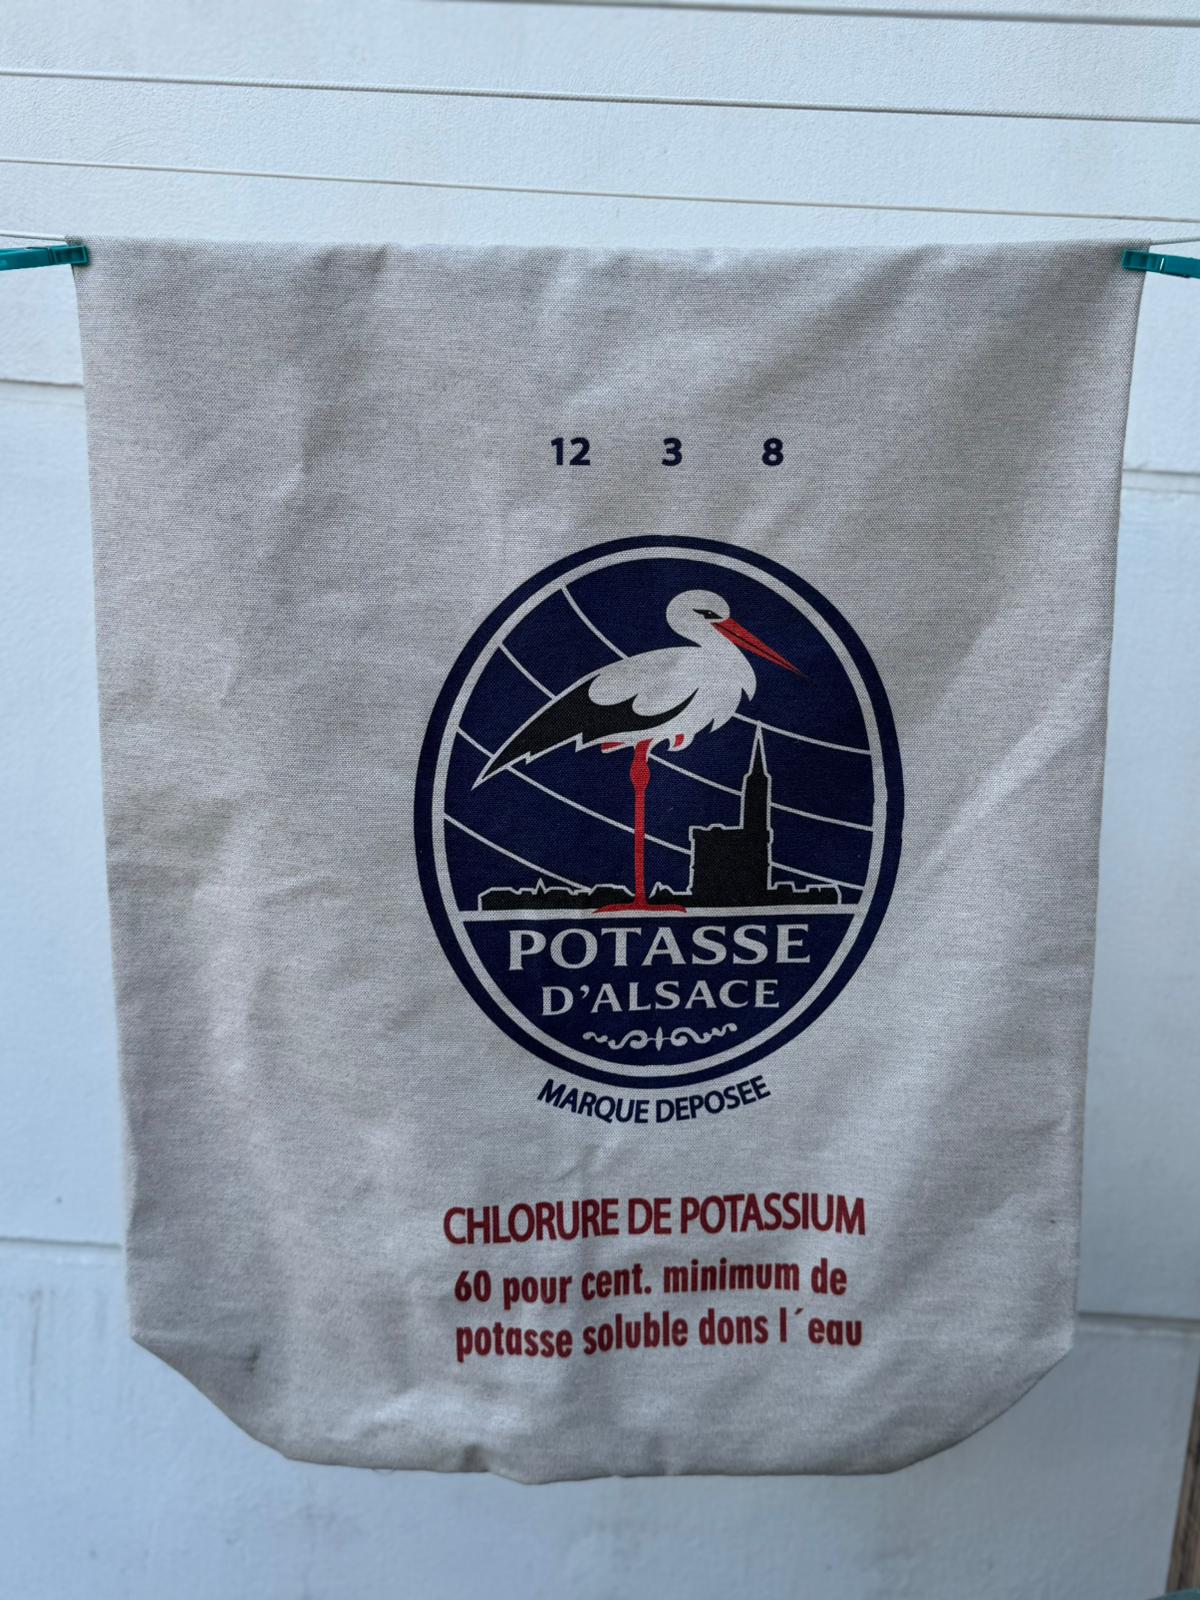 12 3 8
POTASSE
D'ALSACE
MARQUE DEPOSEE
CHLORURE DE POTASSIUM
60 pour cent. minimum de
potasse soluble dons l´eau